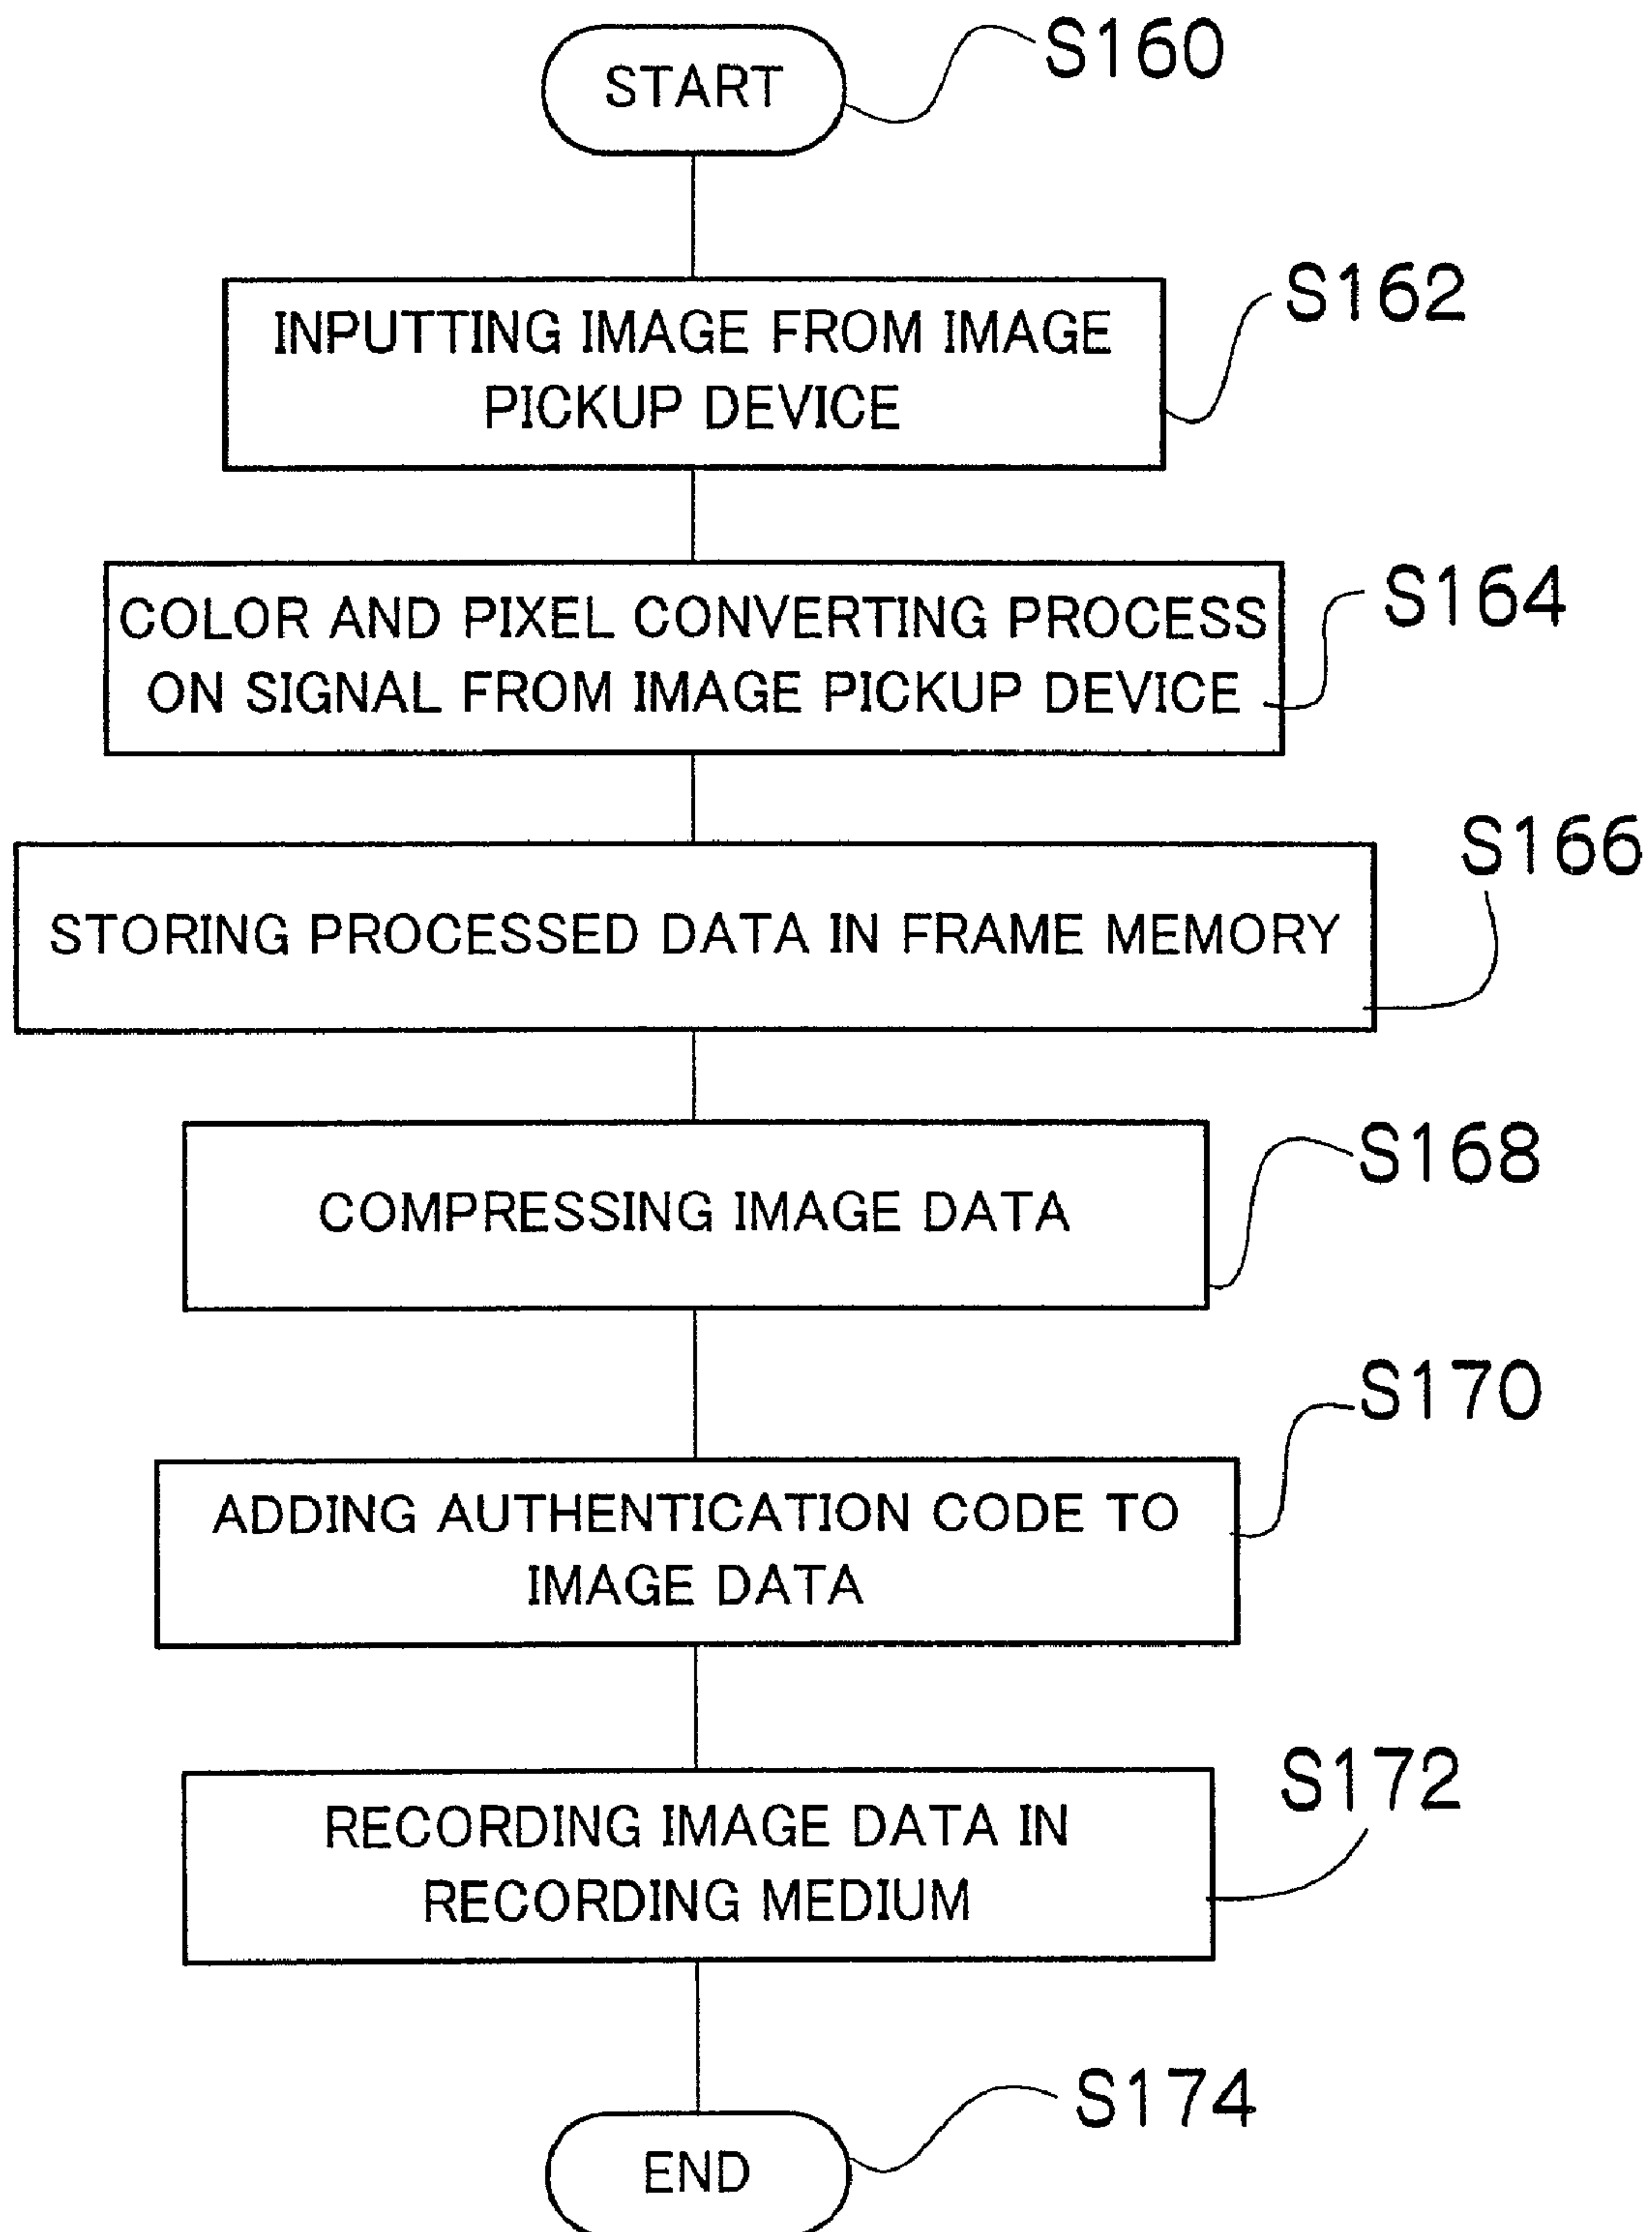 START
S160
INPUTTING IMAGE FROM IMAGE
PICKUP DEVICE
S162
COLOR AND PIXEL CONVERTING PROCESS
ON SIGNAL FROM IMAGE PICKUP DEVICE
S164
STORING PROCESSED DATA IN FRAME MEMORY
S166
COMPRESSING IMAGE DATA
S168
ADDING AUTHENTICATION CODE TO
IMAGE DATA
S170
RECORDING IMAGE DATA IN
RECORDING MEDIUM
S172
END
S174